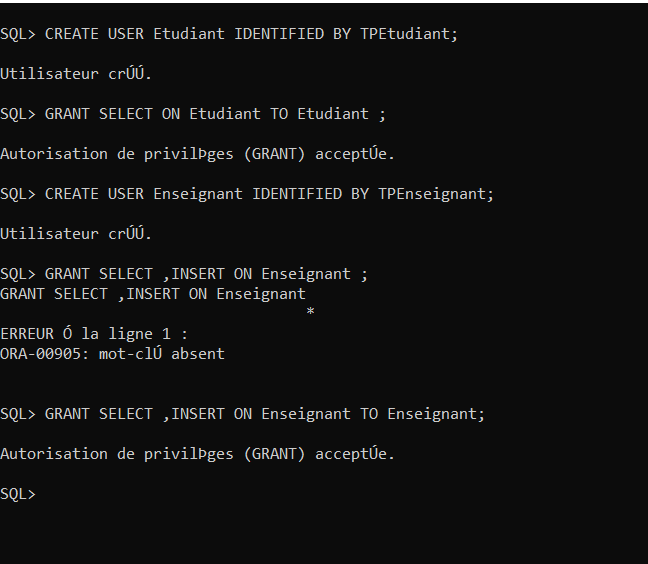 SQL> CREATE USER Etudiant IDENTIFIED BY TPEtudiant;
Utilisateur crÚÚ.
SQL> GRANT SELECT ON Etudiant TO Etudiant ;
Autorisation de privilÞges (GRANT) acceptÚe.
SQL> CREATE USER Enseignant IDENTIFIED BY TPEnseignant;
Utilisateur crÚÚ.
SQL> GRANT SELECT ,INSERT ON Enseignant ;
GRANT SELECT ,INSERT ON Enseignant
*
ERREUR Ó la ligne 1 :
ORA-00905: mot-clÚ absent
SQL> GRANT SELECT ,INSERT ON Enseignant TO Enseignant;
Autorisation de privilÞges (GRANT) acceptÚe.
SQL>